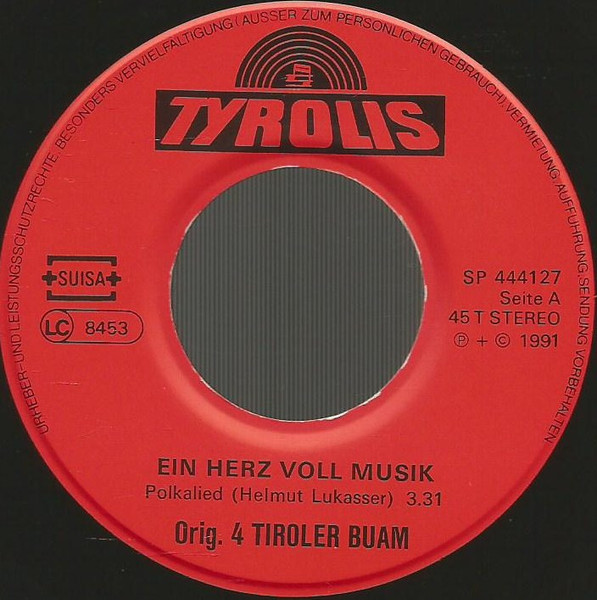 URHEBER-UND LEISTUNGSSCHUTZRECHTE, BESONDERS VERVIELFÄLTIGUNG (AUSSER ZUM PERSÖNLICHEN GEBRAUCH), VERMIETUNG, AUFFÜHRUNG, SENDUNG VORBEHALTEN
TYROLIS
+SUISA+
LC 8453
SP 444127
Seite A
45 T STEREO
℗ + © 1991
EIN HERZ VOLL MUSIK
Polkalied (Helmut Lukasser) 3.31
Orig. 4 TIROLER BUAM